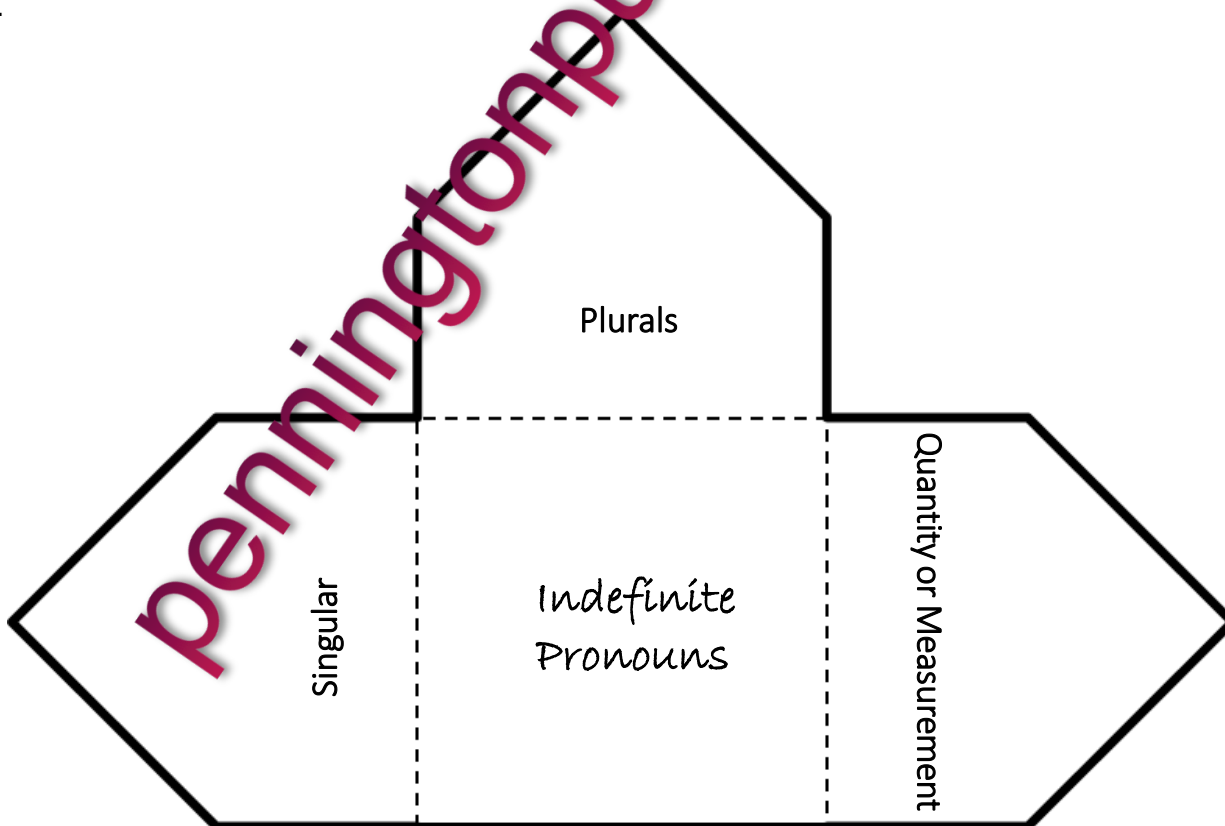 Plurals
Singular
Indefinite
Pronouns
Quantity or Measurement
penningtonp